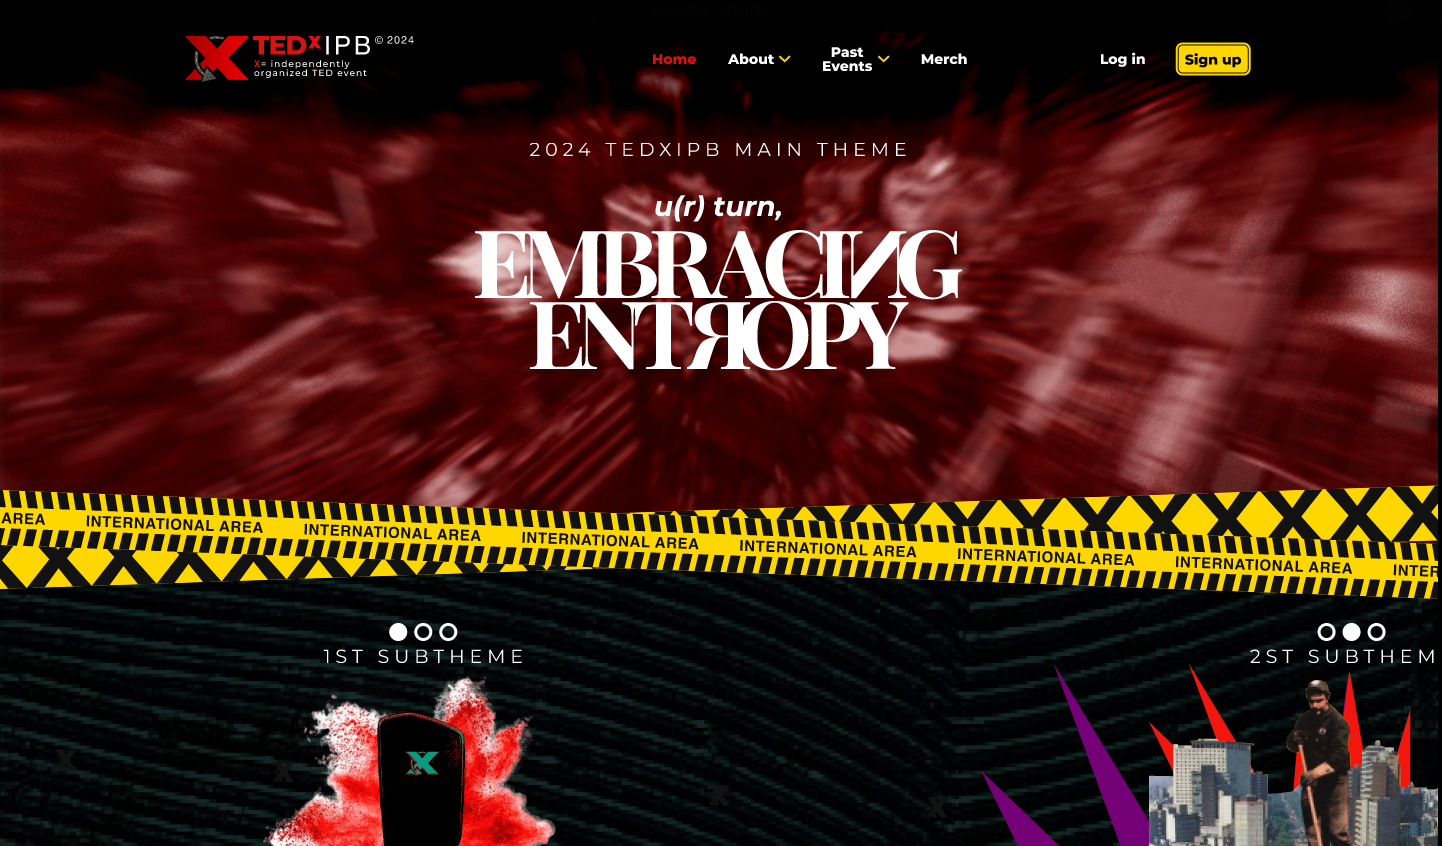 TEDxIPB © 2024
X= independently
organized TED event
Home
About
Past
Events
Merch
Log in
Sign up
2024 TEDXIPB MAIN THEME
u(r) turn,
EMBRACIИG
ENTЯOPY
AREA INTERNATIONAL AREA INTERNATIONAL AREA INTERNATIONAL AREA INTERNATIONAL AREA INTERNATIONAL AREA INTERNATIONAL AREA INTER
1ST SUBTHEME
2ST SUBTHEM